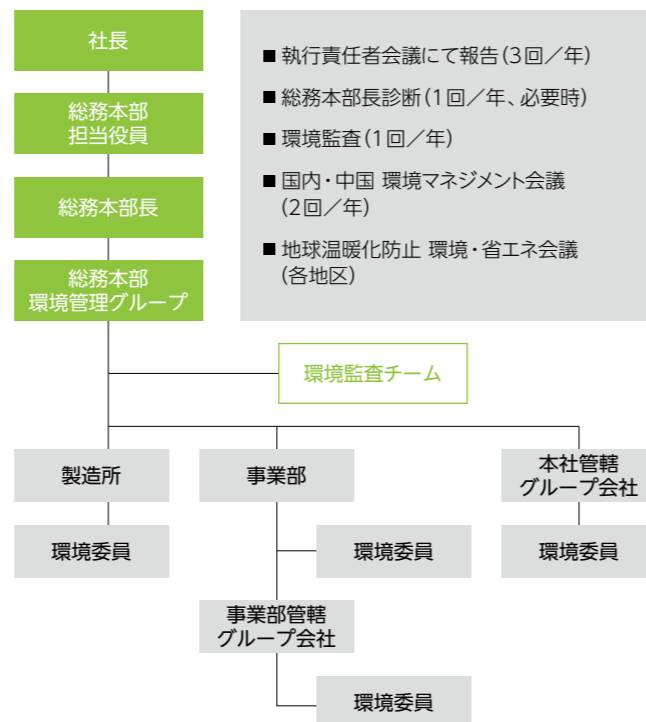 社長
総務本部
担当役員
総務本部長
総務本部
環境管理グループ
■ 執行責任者会議にて報告(3回／年)
■ 総務本部長診断(1回／年、必要時)
■ 環境監査(1回／年)
■ 国内・中国 環境マネジメント会議
(2回／年)
■ 地球温暖化防止 環境・省エネ会議
(各地区)
環境監査チーム
製造所
事業部
本社管轄
グループ会社
環境委員
環境委員
環境委員
事業部管轄
グループ会社
環境委員